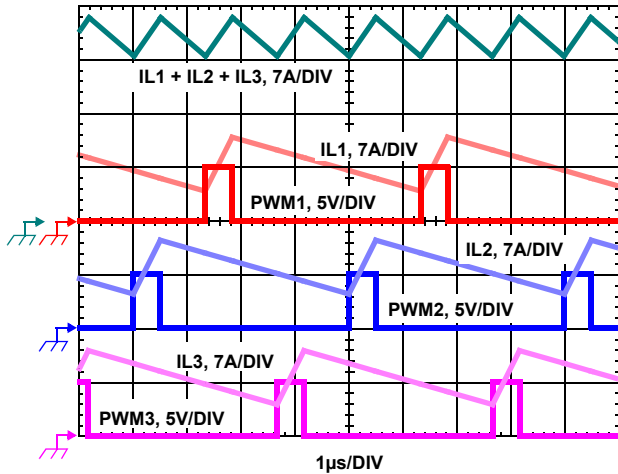 IL1 + IL2 + IL3, 7A/DIV
IL1, 7A/DIV
PWM1, 5V/DIV
IL2, 7A/DIV
PWM2, 5V/DIV
IL3, 7A/DIV
PWM3, 5V/DIV
1µs/DIV